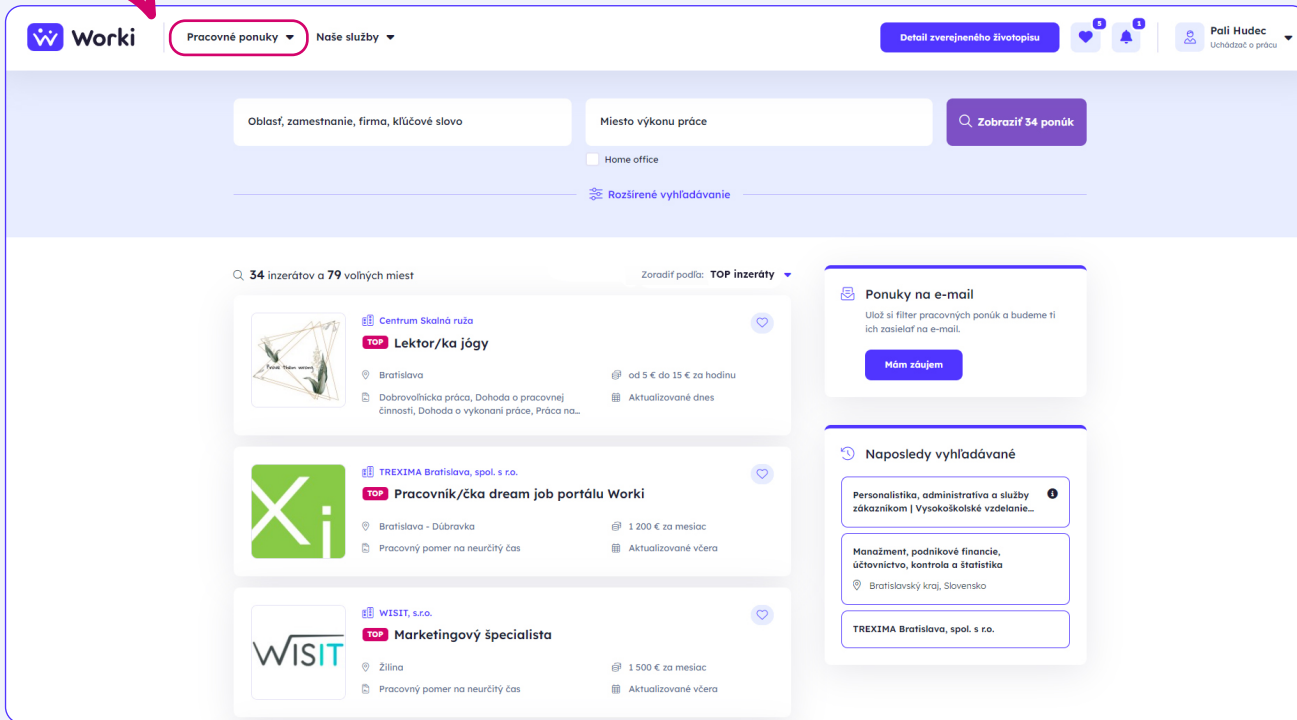 Worki
Pracovné ponuky
Naše služby
Detail zverejneného životopisu
5
1
Pali Hudec
Uchádzač o prácu
Oblasť, zamestnanie, firma, kľúčové slovo
Miesto výkonu práce
Zobraziť 34 ponúk
Home office
Rozšírené vyhľadávanie
34 inzerátov a 79 voľných miest
Zoradiť podľa: TOP inzeráty
Centrum Skalná ruža
TOP Lektor/ka jógy
Bratislava
od 5 € do 15 € za hodinu
Dobrovoľnícka práca, Dohoda o pracovnej
činnosti, Dohoda o vykonaní práce, Práca na...
Aktualizované dnes
TREXIMA Bratislava, spol. s r.o.
TOP Pracovník/čka dream job portálu Worki
Bratislava - Dúbravka
1 200 € za mesiac
Pracovný pomer na neurčitý čas
Aktualizované včera
WISIT
WISIT, s.r.o.
TOP Marketingový špecialista
Žilina
1 500 € za mesiac
Pracovný pomer na neurčitý čas
Aktualizované včera
Ponuky na e-mail
Ulož si filter pracovných ponúk a budeme ti
ich zasielať na e-mail.
Mám záujem
Naposledy vyhľadávané
Personalistika, administratíva a služby
zákazníkom | Vysokoškolské vzdelanie...
Manažment, podnikové financie,
účtovníctvo, kontrola a štatistika
Bratislavský kraj, Slovensko
TREXIMA Bratislava, spol. s r.o.